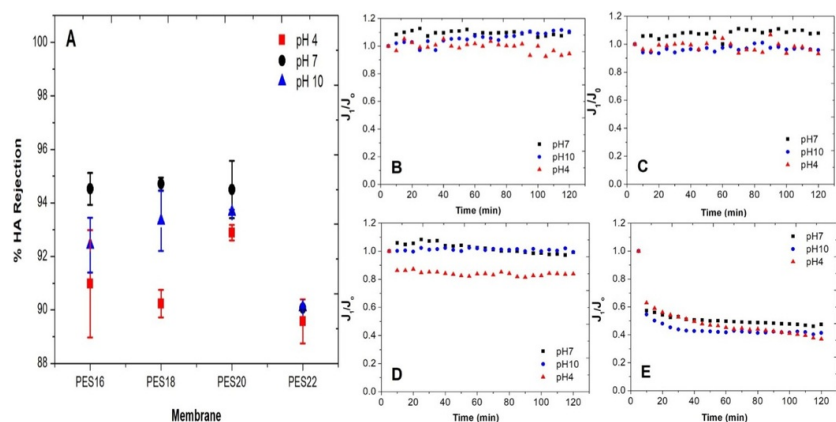 A
pH 4
pH 7
pH 10
% HA Rejection
100
98
96
94
92
90
88
PES16 PES18 PES20 PES22
Membrane
J₁/Jₒ
1.2
1.0
0.8
0.6
0.4
0.2
0.0
B
pH7
pH10
pH4
0 20 40 60 80 100 120
Time (min)
J₁/J₀
1.2
1.0
0.8
0.6
0.4
0.2
0.0
C
pH7
pH10
pH4
0 20 40 60 80 100 120
Time (min)
J₁/Jₒ
1.2
1.0
0.8
0.6
0.4
0.2
0.0
D
pH7
pH10
pH4
0 20 40 60 80 100 120
Time (min)
J₁/Jₒ
1.0
0.8
0.6
0.4
0.2
0.0
E
pH7
pH10
pH4
0 20 40 60 80 100 120
Time (min)